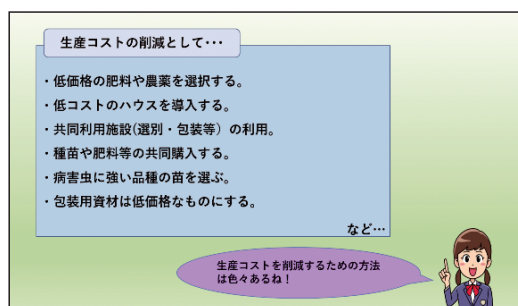 生産コストの削減として･･･
・低価格の肥料や農薬を選択する。
・低コストのハウスを導入する。
・共同利用施設(選別・包装等）の利用。
・種苗や肥料等の共同購入する。
・病害虫に強い品種の苗を選ぶ。
・包装用資材は低価格なものにする。
など…
生産コストを削減するための方法
は色々あるね！